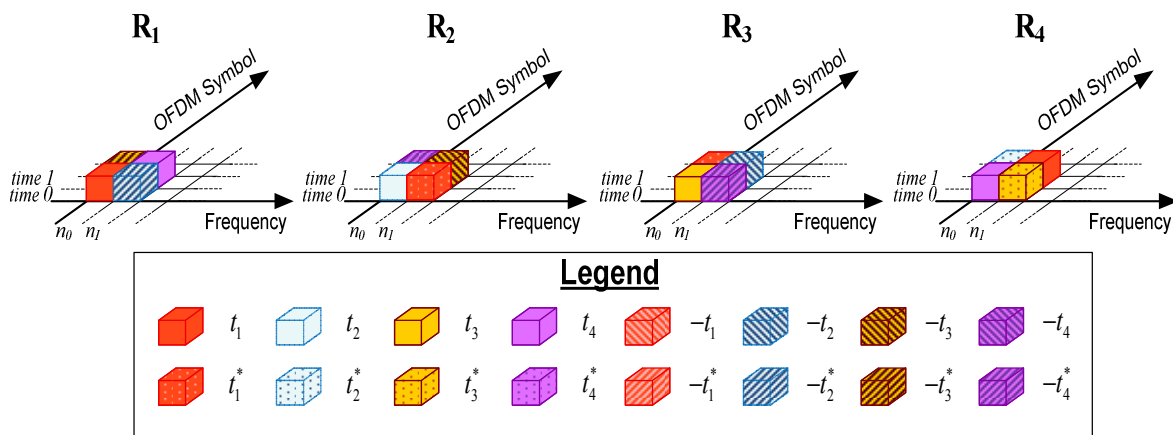 R1 R2 R3 R4
OFDM Symbol OFDM Symbol OFDM Symbol OFDM Symbol
time 1 time 1 time 1 time 1
time 0 time 0 time 0 time 0
Frequency Frequency Frequency Frequency
n0 n1 n0 n1 n0 n1 n0 n1
Legend
t1 t2 t3 t4 −t1 −t2 −t3 −t4
t1* t2* t3* t4* −t1* −t2* −t3* −t4*